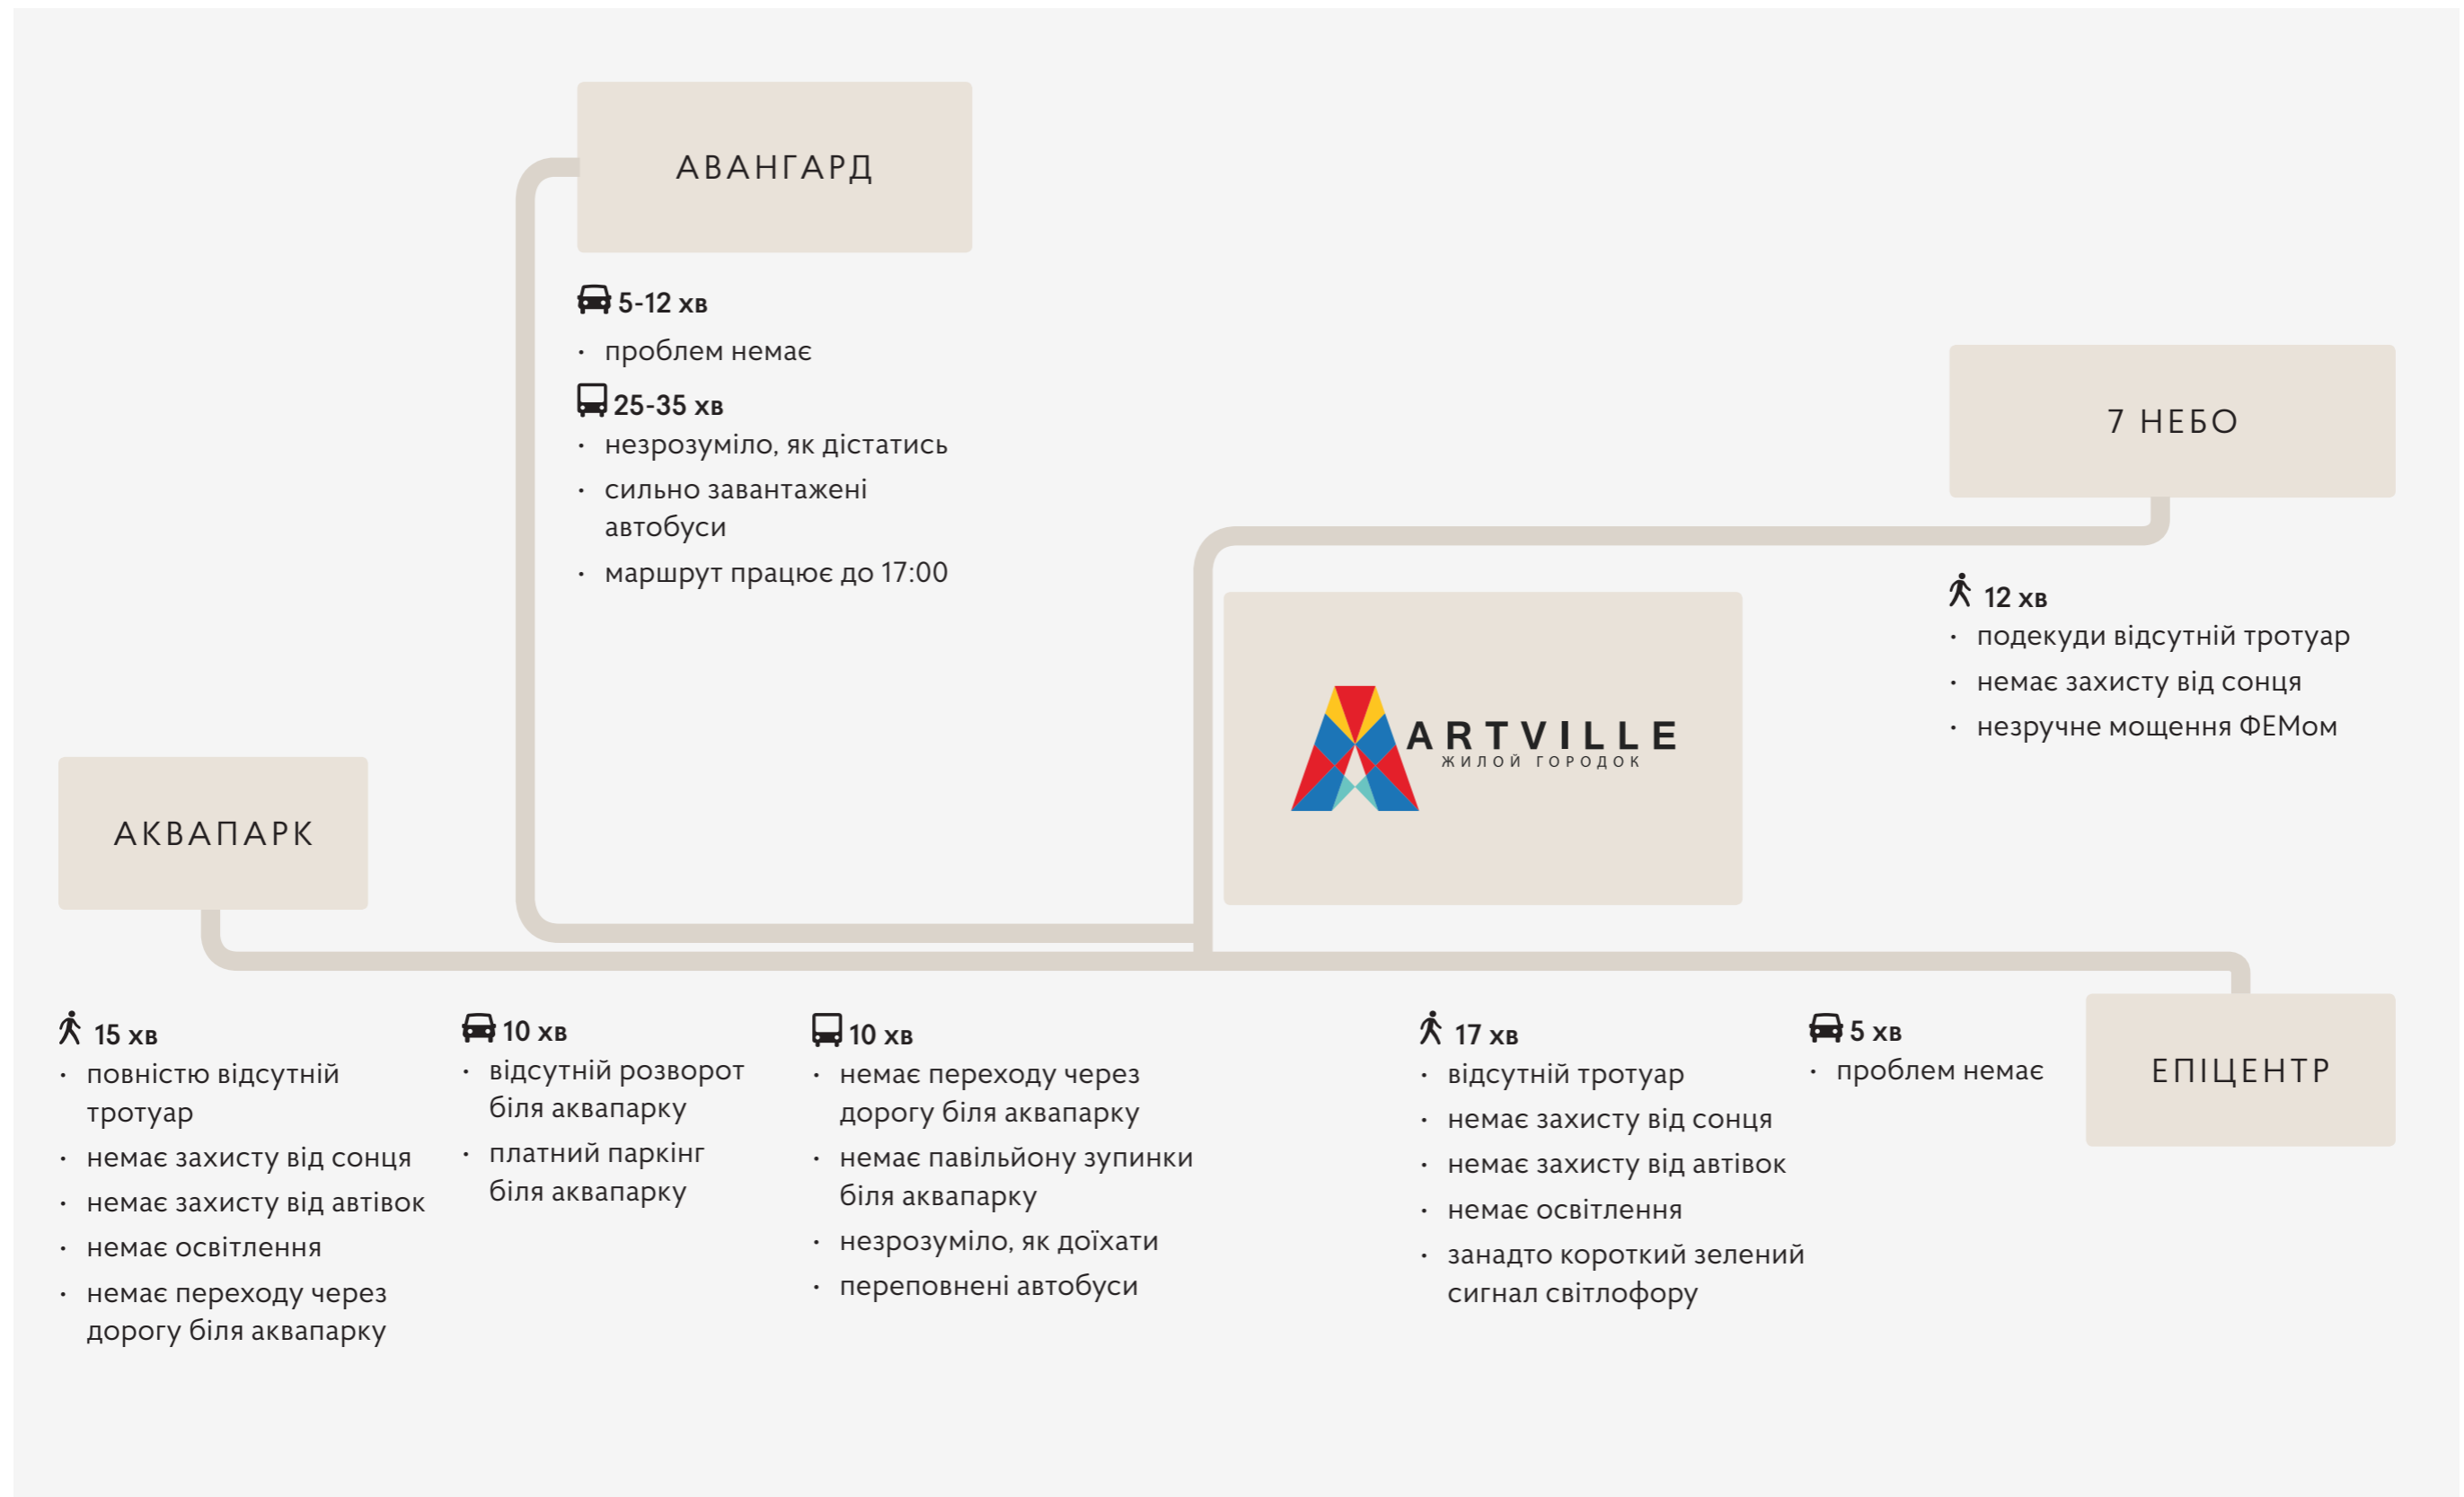 АВАНГАРД
5-12 хв
· проблем немає
25-35 хв
· незрозуміло, як дістатись
· сильно завантажені
автобуси
· маршрут працює до 17:00
7 НЕБО
12 хв
· подекуди відсутній тротуар
· немає захисту від сонця
· незручне мощення ФЕМом
ARTVILLE
ЖИЛОЙ ГОРОДОК
АКВАПАРК
15 хв
· повністю відсутній
тротуар
· немає захисту від сонця
· немає захисту від автівок
· немає освітлення
· немає переходу через
дорогу біля аквапарку
10 хв
· відсутній розворот
біля аквапарку
· платний паркінг
біля аквапарку
10 хв
· немає переходу через
дорогу біля аквапарку
· немає павільйону зупинки
біля аквапарку
· незрозуміло, як доїхати
· переповнені автобуси
17 хв
· відсутній тротуар
· немає захисту від сонця
· немає захисту від автівок
· немає освітлення
· занадто короткий зелений
сигнал світлофору
5 хв
· проблем немає
ЕПІЦЕНТР